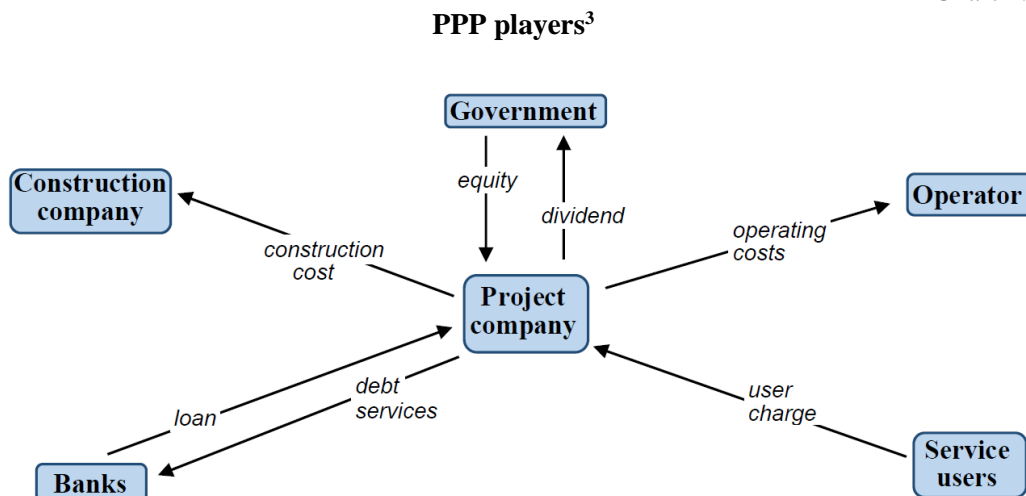 PPP players³
Government
equity
dividend
Construction
company
construction
cost
Operator
operating
costs
Project
company
loan
debt
services
user
charge
Banks
Service
users